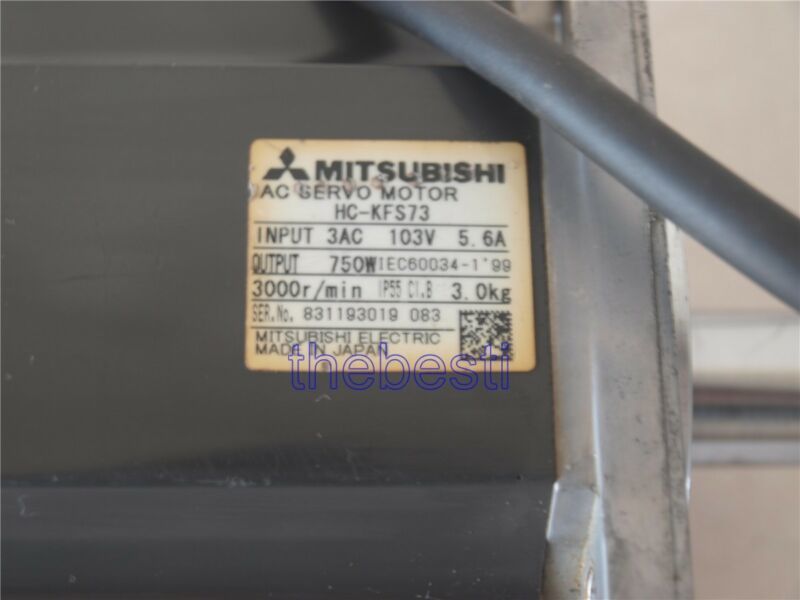 MITSUBISHI
AC SERVO MOTOR
HC-KFS73
INPUT 3AC 103V 5.6A
OUTPUT 750W IEC60034-1'99
3000r/min IP55 Cl.B 3.0kg
SER.No. 831193019 083
MITSUBISHI ELECTRIC
MADE IN JAPAN
thebesti